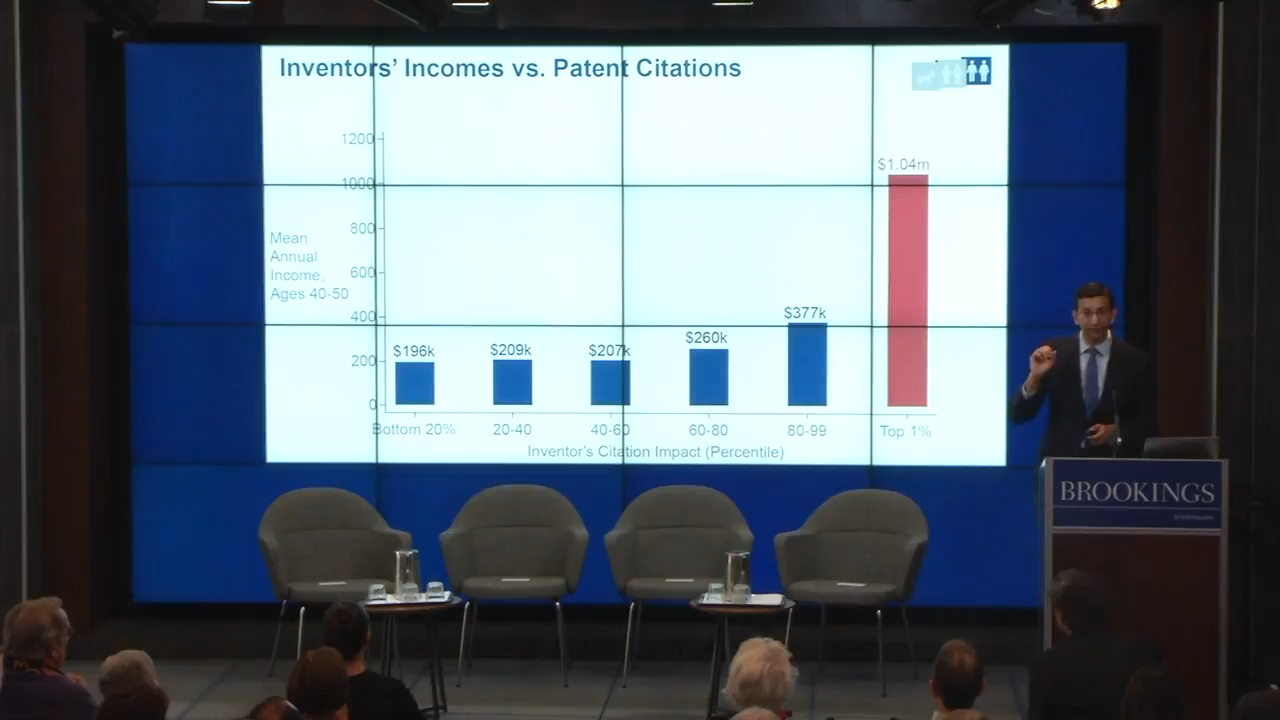 Inventors' Incomes vs. Patent Citations
1200
1000
800
600
400
200
0
Mean
Annual
Income,
Ages 40-50
$196k
$209k
$207k
$260k
$377k
$1.04m
Bottom 20%
20-40
40-60
60-80
80-99
Top 1%
Inventor's Citation Impact (Percentile)
BROOKINGS